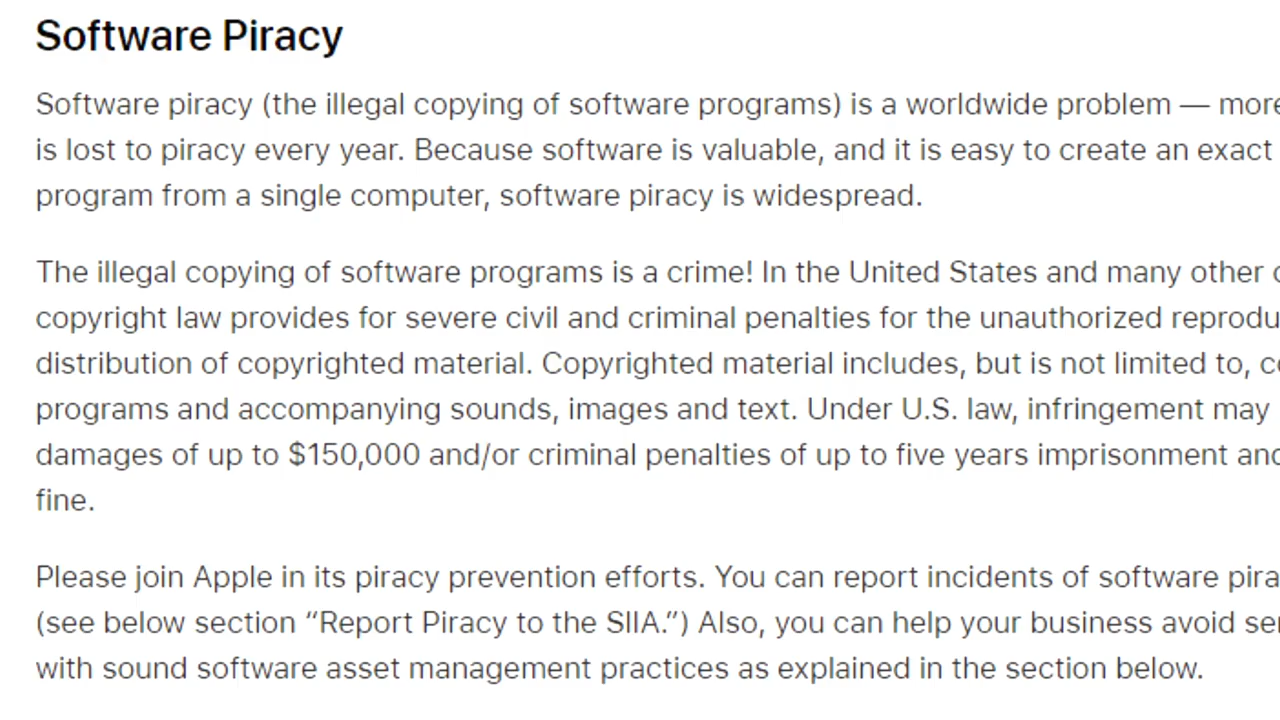 Software Piracy
Software piracy (the illegal copying of software programs) is a worldwide problem — more
is lost to piracy every year. Because software is valuable, and it is easy to create an exact
program from a single computer, software piracy is widespread.
The illegal copying of software programs is a crime! In the United States and many other
copyright law provides for severe civil and criminal penalties for the unauthorized
distribution of copyrighted material. Copyrighted material includes, but is not limited to,
programs and accompanying sounds, images and text. Under U.S. law, infringement may
damages of up to $150,000 and/or criminal penalties of up to five years imprisonment and
fine.
Please join Apple in its piracy prevention efforts. You can report incidents of software
(see below section “Report Piracy to the SIIA.”) Also, you can help your business avoid
with sound software asset management practices as explained in the section below.